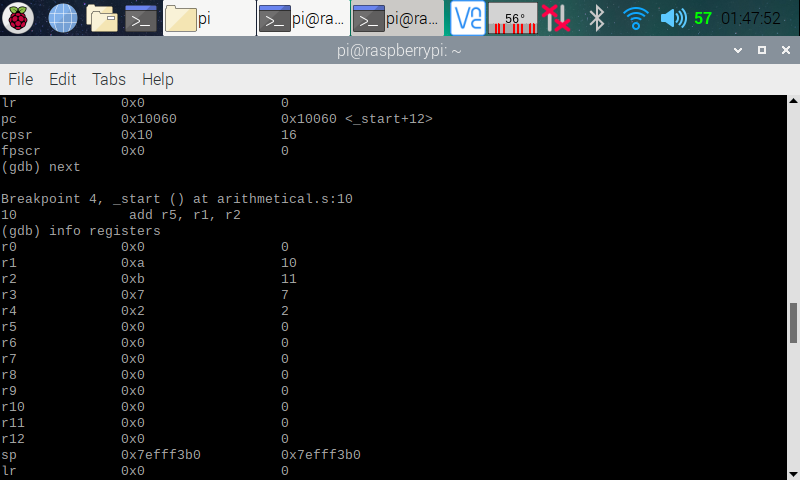 pi pi@ra... pi@ra... 56° 57 01:47:52
pi@raspberrypi: ~
File Edit Tabs Help
lr 0x0 0
pc 0x10060 0x10060 <_start+12>
cpsr 0x10 16
fpscr 0x0 0
(gdb) next
Breakpoint 4, _start () at arithmetical.s:10
10 add r5, r1, r2
(gdb) info registers
r0 0x0 0
r1 0xa 10
r2 0xb 11
r3 0x7 7
r4 0x2 2
r5 0x0 0
r6 0x0 0
r7 0x0 0
r8 0x0 0
r9 0x0 0
r10 0x0 0
r11 0x0 0
r12 0x0 0
sp 0x7efff3b0 0x7efff3b0
lr 0x0 0